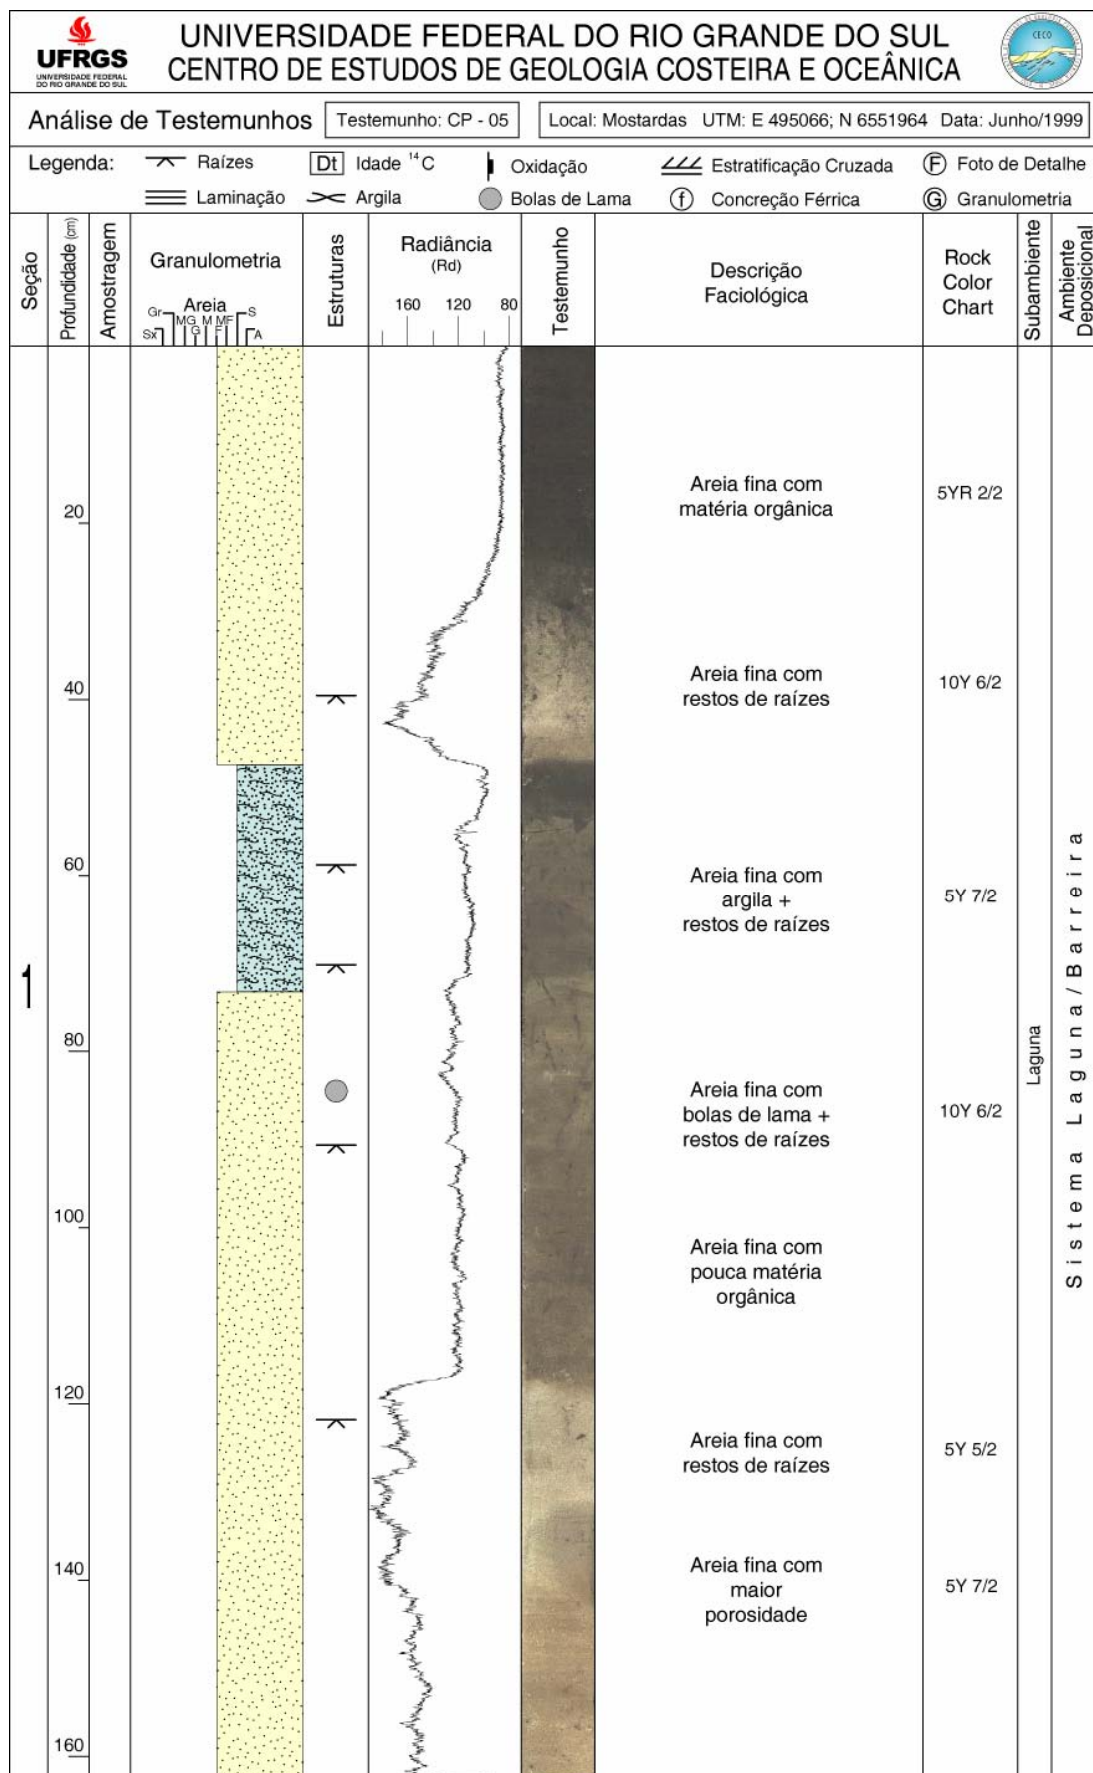 UFRGS
UNIVERSIDADE FEDERAL
DO RIO GRANDE DO SUL
UNIVERSIDADE FEDERAL DO RIO GRANDE DO SUL
CENTRO DE ESTUDOS DE GEOLOGIA COSTEIRA E OCEÂNICA
CECO
Análise de Testemunhos
Testemunho: CP - 05
Local: Mostardas UTM: E 495066; N 6551964 Data: Junho/1999
Legenda:
Raízes
Dt Idade 14C
Oxidação
Estratificação Cruzada
F Foto de Detalhe
Laminação
Argila
Bolas de Lama
f Concreção Férrica
G Granulometria
Seção
Profundidade (cm)
Amostragem
Granulometria
Areia
Gr MG M MF S
Sx G F A
Estruturas
Radiância
(Rd)
160 120 80
Testemunho
Descrição
Faciológica
Rock
Color
Chart
Subambiente
Ambiente
Deposicional
1
20
40
60
80
100
120
140
160
Areia fina com
matéria orgânica
5YR 2/2
Areia fina com
restos de raízes
10Y 6/2
Areia fina com
argila +
restos de raízes
5Y 7/2
Areia fina com
bolas de lama +
restos de raízes
10Y 6/2
Areia fina com
pouca matéria
orgânica
Areia fina com
restos de raízes
5Y 5/2
Areia fina com
maior
porosidade
5Y 7/2
Laguna
Sistema Laguna/Barreira